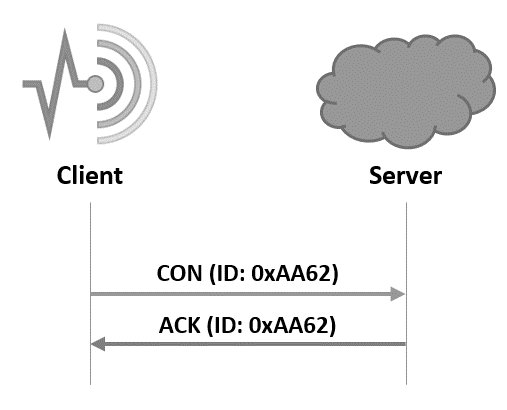 Client
Server
CON (ID: 0xAA62)
ACK (ID: 0xAA62)